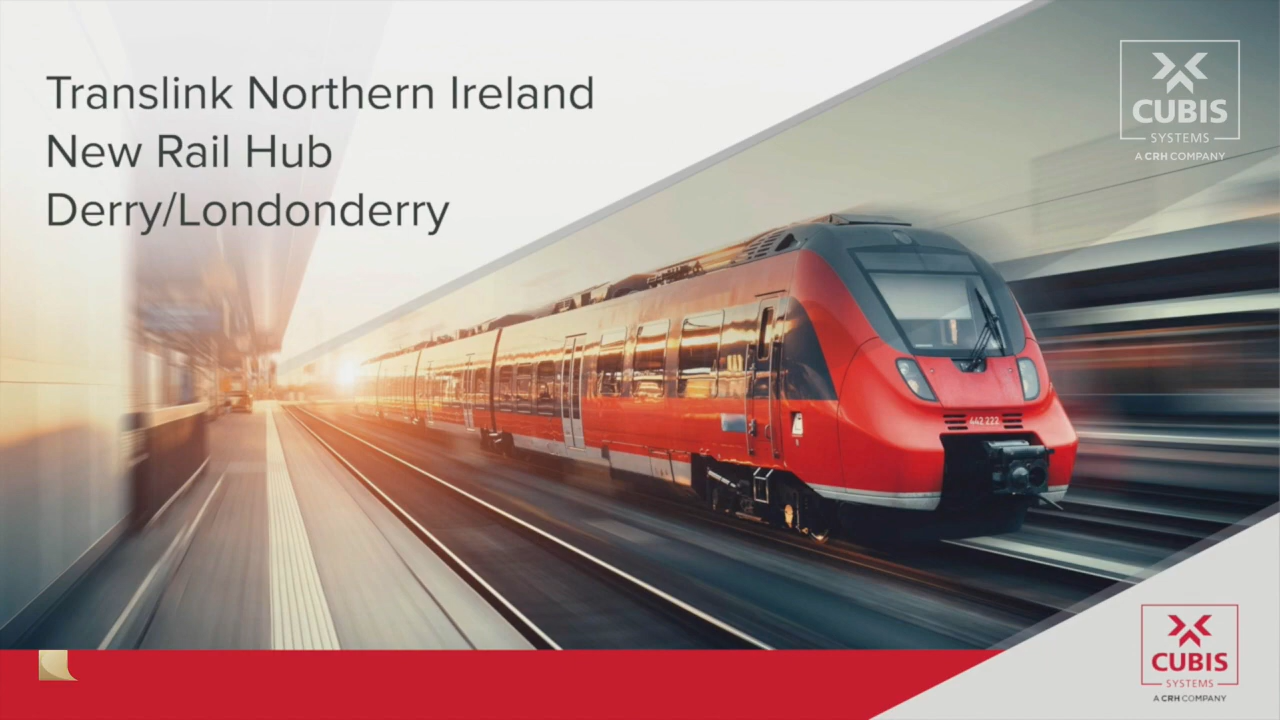 Translink Northern Ireland
New Rail Hub
Derry/Londonderry
CUBIS
SYSTEMS
A CRH COMPANY
442 222
CUBIS
SYSTEMS
A CRH COMPANY